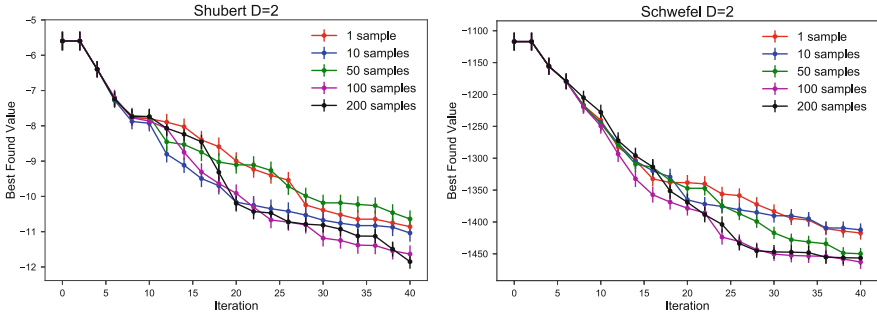 Shubert D=2
−5
−6
−7
−8
−9
−10
−11
−12
Best Found Value
0
5
10
15
20
25
30
35
40
Iteration
1 sample
10 samples
50 samples
100 samples
200 samples
Schwefel D=2
−1100
−1150
−1200
−1250
−1300
−1350
−1400
−1450
Best Found Value
0
5
10
15
20
25
30
35
40
Iteration
1 sample
10 samples
50 samples
100 samples
200 samples